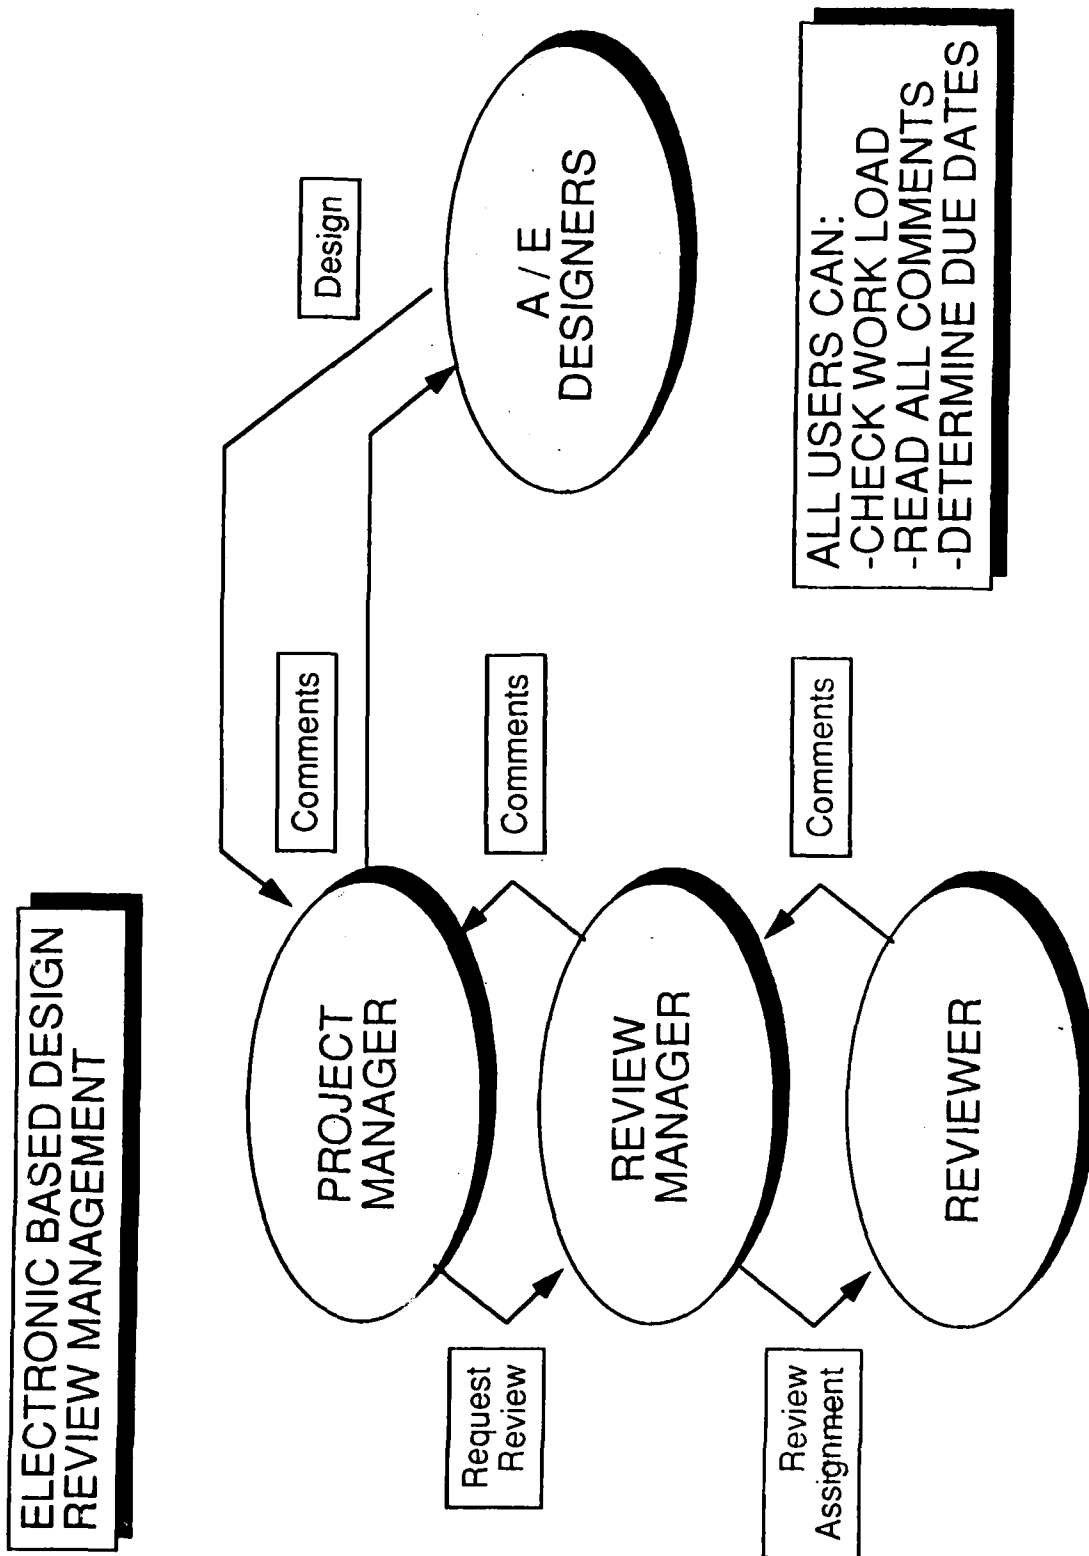 ELECTRONIC BASED DESIGN
REVIEW MANAGEMENT
Design
Comments
PROJECT
MANAGER
A / E
DESIGNERS
Request
Review
Comments
REVIEW
MANAGER
Review
Assignment
Comments
REVIEWER
ALL USERS CAN:
-CHECK WORK LOAD
-READ ALL COMMENTS
-DETERMINE DUE DATES